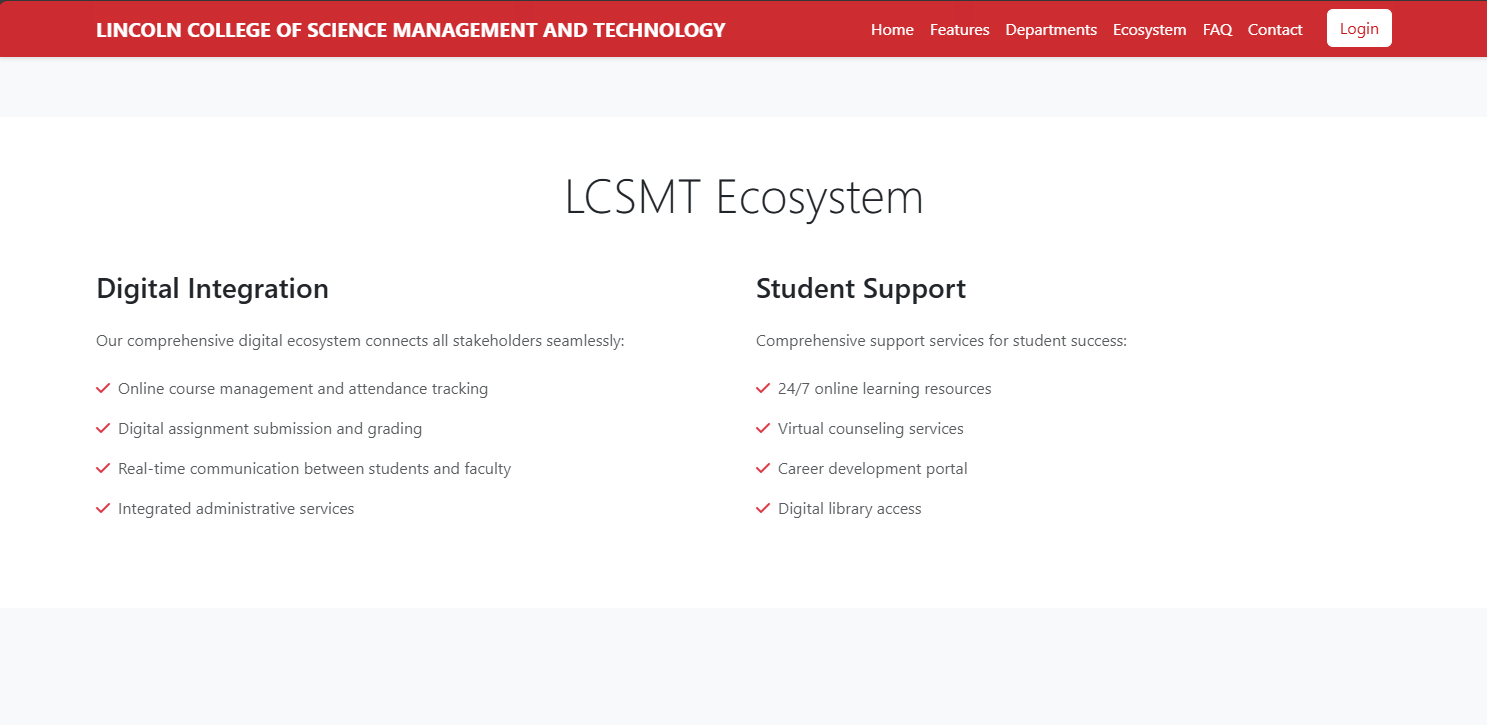 LINCOLN COLLEGE OF SCIENCE MANAGEMENT AND TECHNOLOGY
Home Features Departments Ecosystem FAQ Contact Login
LCSMT Ecosystem
Digital Integration
Our comprehensive digital ecosystem connects all stakeholders seamlessly:
Online course management and attendance tracking
Digital assignment submission and grading
Real-time communication between students and faculty
Integrated administrative services
Student Support
Comprehensive support services for student success:
24/7 online learning resources
Virtual counseling services
Career development portal
Digital library access